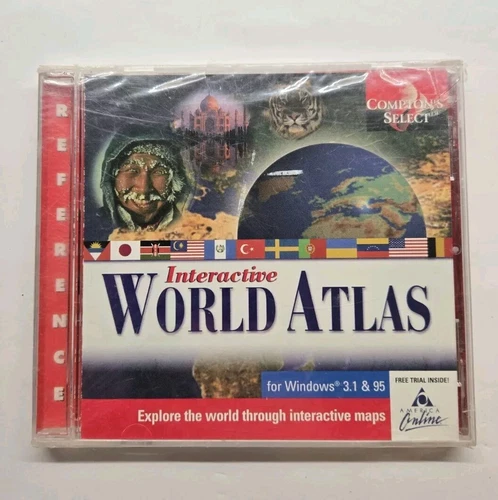 REFERENCE
COMPTON'S
SELECT™
Interactive
WORLD ATLAS
for Windows® 3.1 & 95
FREE TRIAL INSIDE!
AMERICA
Online
Explore the world through interactive maps